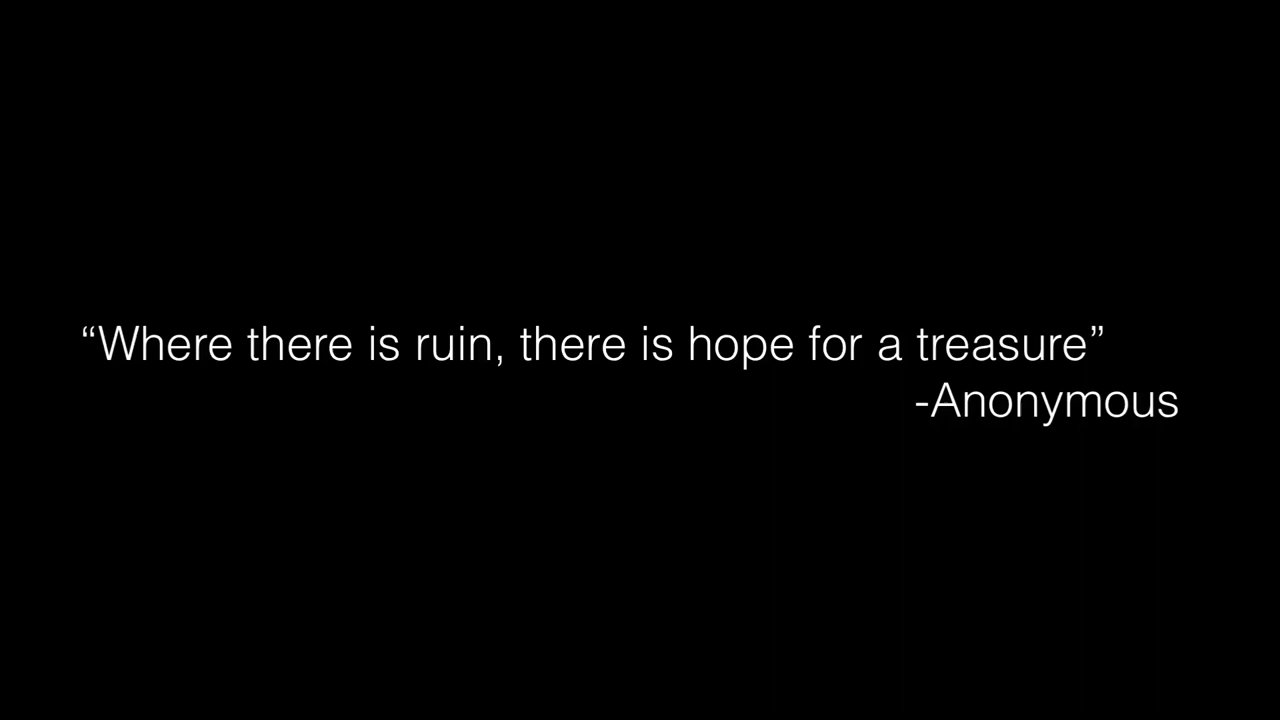 “Where there is ruin, there is hope for a treasure”
-Anonymous